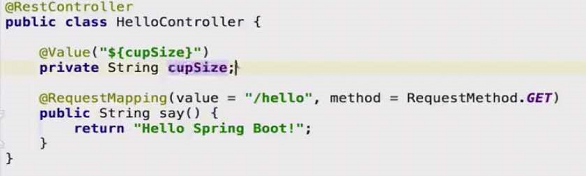 @RestController
public class HelloController {
@Value("${cupSize}")
private String cupSize;
@RequestMapping(value = "/hello", method = RequestMethod.GET)
public String say() {
return "Hello Spring Boot!";
}
}